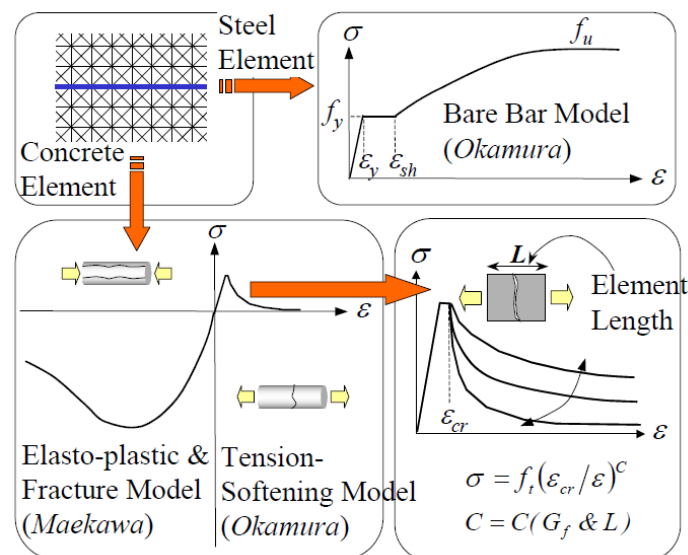 Steel
Element
Concrete
Element
σ
f_u
f_y
Bare Bar Model
(Okamura)
ε_y
ε_sh
ε
σ
ε
Elasto-plastic &
Fracture Model
(Maekawa)
Tension-
Softening Model
(Okamura)
σ
L
Element
Length
ε_cr
ε
σ = f_t(ε_cr/ε)^C
C = C(G_f & L)